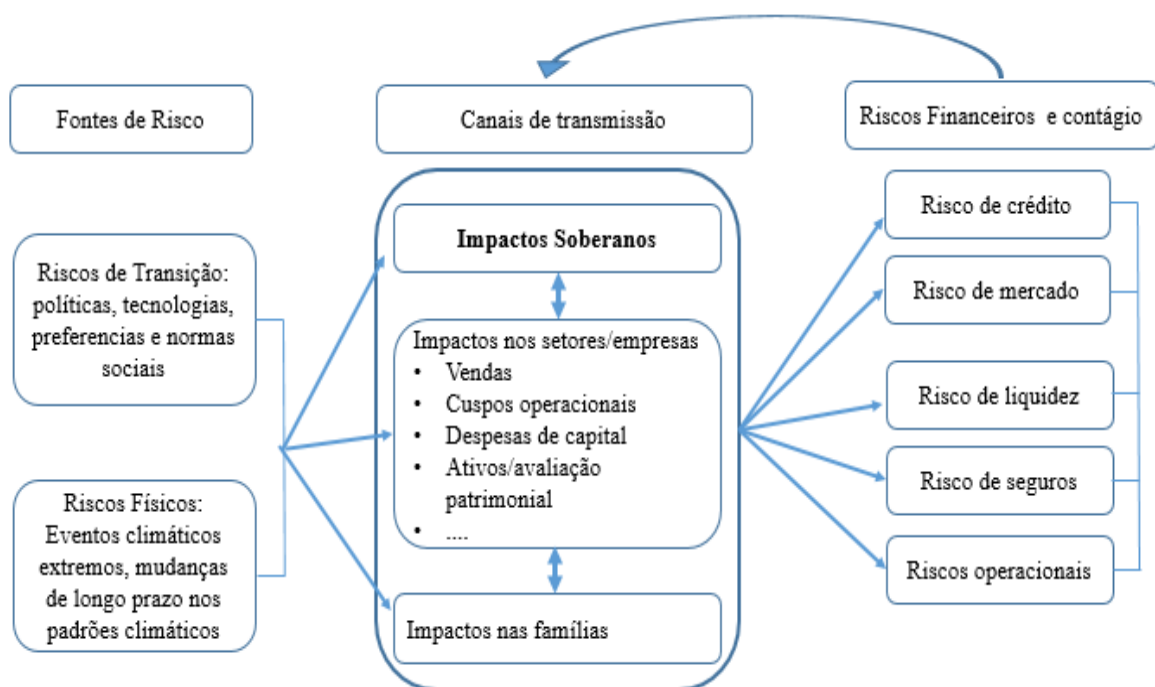 Fontes de Risco
Canais de transmissão
Riscos Financeiros e contágio
Riscos de Transição:
políticas, tecnologias,
preferencias e normas
sociais
Riscos Físicos:
Eventos climáticos
extremos, mudanças
de longo prazo nos
padrões climáticos
Impactos Soberanos
Impactos nos setores/empresas
• Vendas
• Cuspos operacionais
• Despesas de capital
• Ativos/avaliação
patrimonial
• ....
Impactos nas famílias
Risco de crédito
Risco de mercado
Risco de liquidez
Risco de seguros
Riscos operacionais